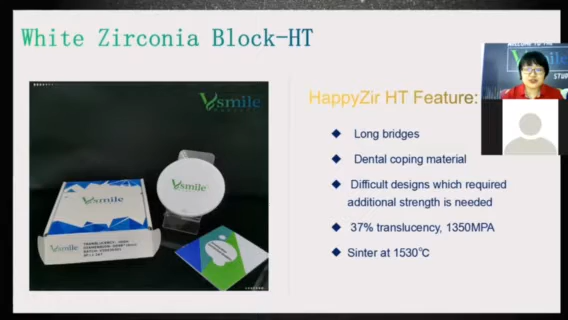 White Zirconia Block-HT
Vsmile
Vsmile
Vsmile
Vsmile
HappyZir HT Feature:
Long bridges
Dental coping material
Difficult designs which required
additional strength is needed
37% translucency, 1350MPA
Sinter at 1530℃